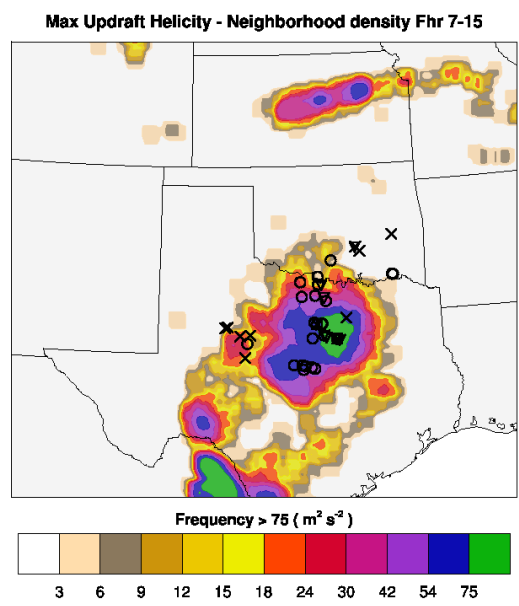 Max Updraft Helicity - Neighborhood density Fhr 7-15
Frequency > 75 ( m² s⁻² )
3 6 9 12 15 18 24 30 42 54 75